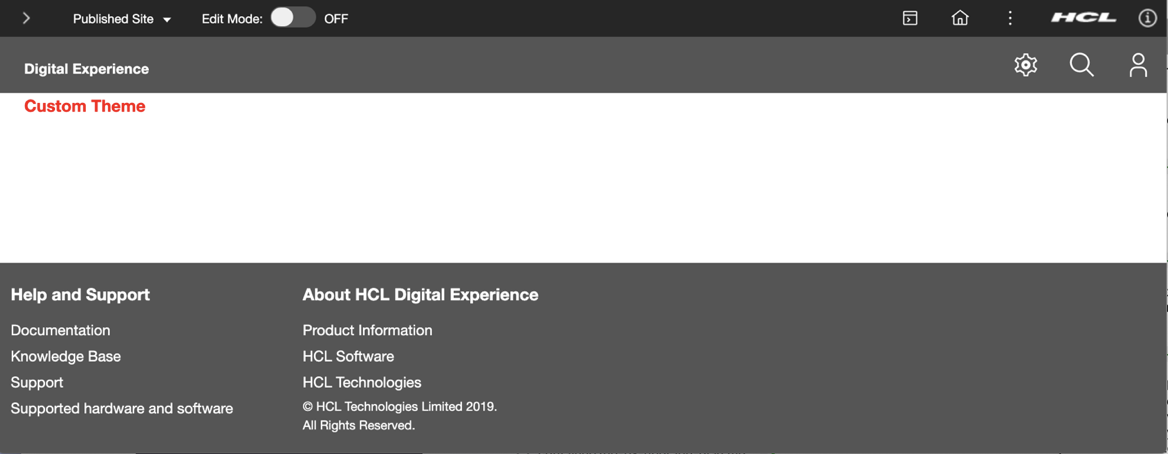 Published Site
Edit Mode: OFF
HCL
Digital Experience
Custom Theme
Help and Support
Documentation
Knowledge Base
Support
Supported hardware and software
About HCL Digital Experience
Product Information
HCL Software
HCL Technologies
© HCL Technologies Limited 2019.
All Rights Reserved.